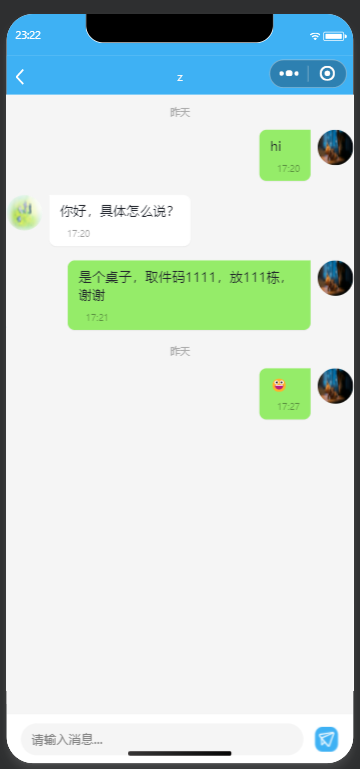 23:22
z
昨天
hi
17:20
你好，具体怎么说？
17:20
是个桌子，取件码1111，放111栋，
谢谢
17:21
昨天
17:27
请输入消息...